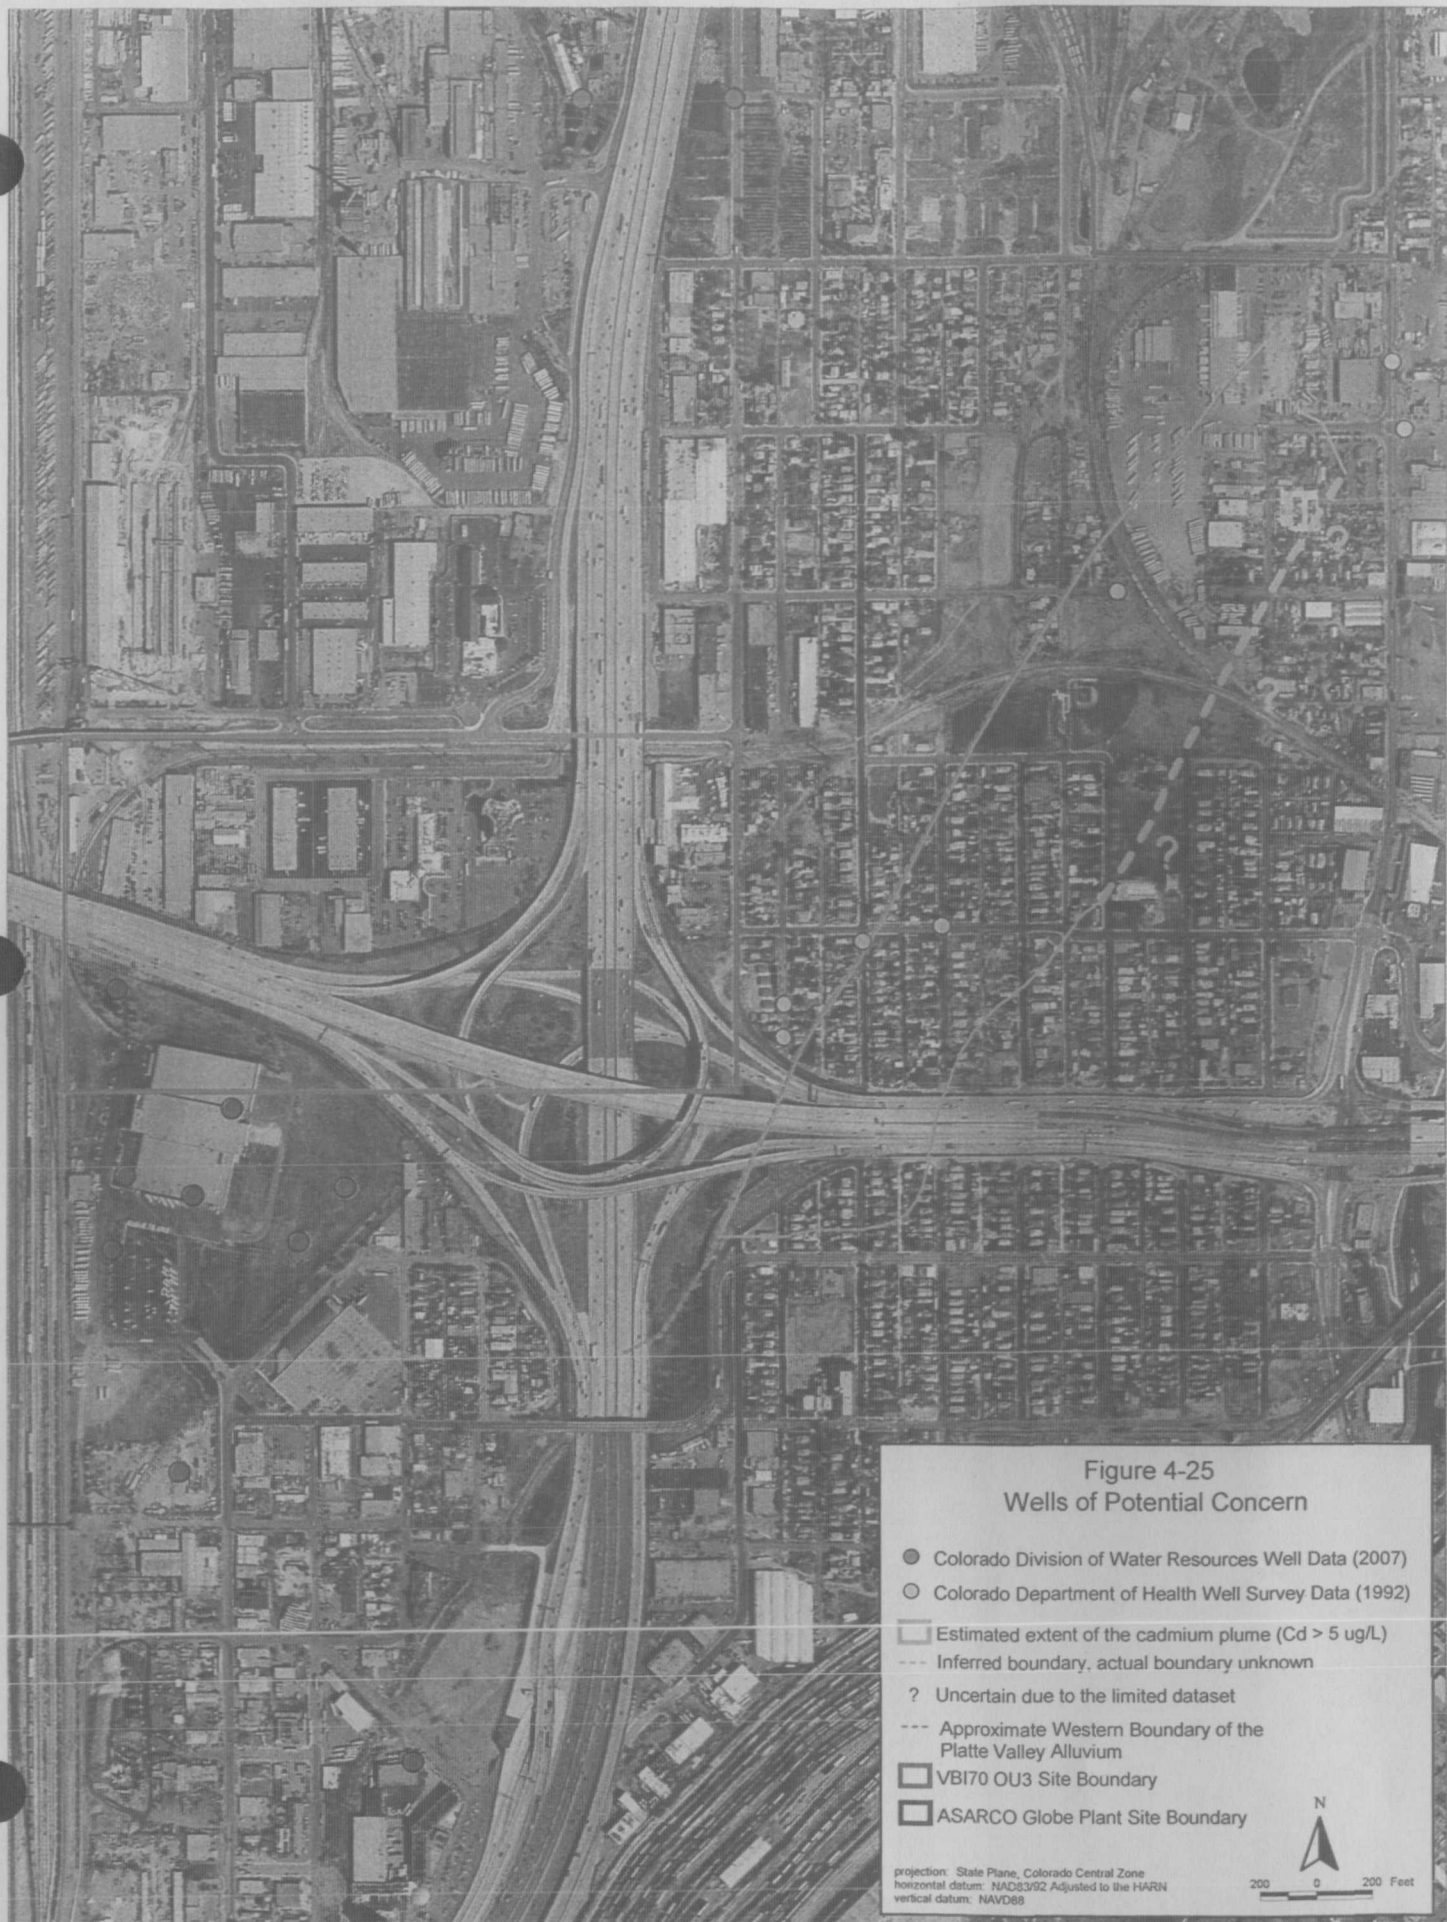 ?
?
?
Figure 4-25
Wells of Potential Concern
Colorado Division of Water Resources Well Data (2007)
Colorado Department of Health Well Survey Data (1992)
Estimated extent of the cadmium plume (Cd > 5 ug/L)
Inferred boundary, actual boundary unknown
? Uncertain due to the limited dataset
Approximate Western Boundary of the
Platte Valley Alluvium
VBI70 OU3 Site Boundary
ASARCO Globe Plant Site Boundary
N
projection: State Plane, Colorado Central Zone
horizontal datum: NAD83/92 Adjusted to the HARN
vertical datum: NAVD88
200 0 200 Feet